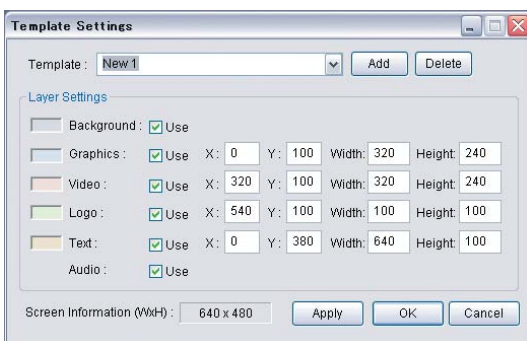 Template Settings
Template : New 1 Add Delete
Layer Settings
Background : Use
Graphics : Use X : 0 Y : 100 Width: 320 Height: 240
Video : Use X : 320 Y : 100 Width: 320 Height: 240
Logo : Use X : 540 Y : 100 Width: 100 Height: 100
Text : Use X : 0 Y : 380 Width: 640 Height: 100
Audio : Use
Screen Information (WxH) : 640 x 480 Apply OK Cancel